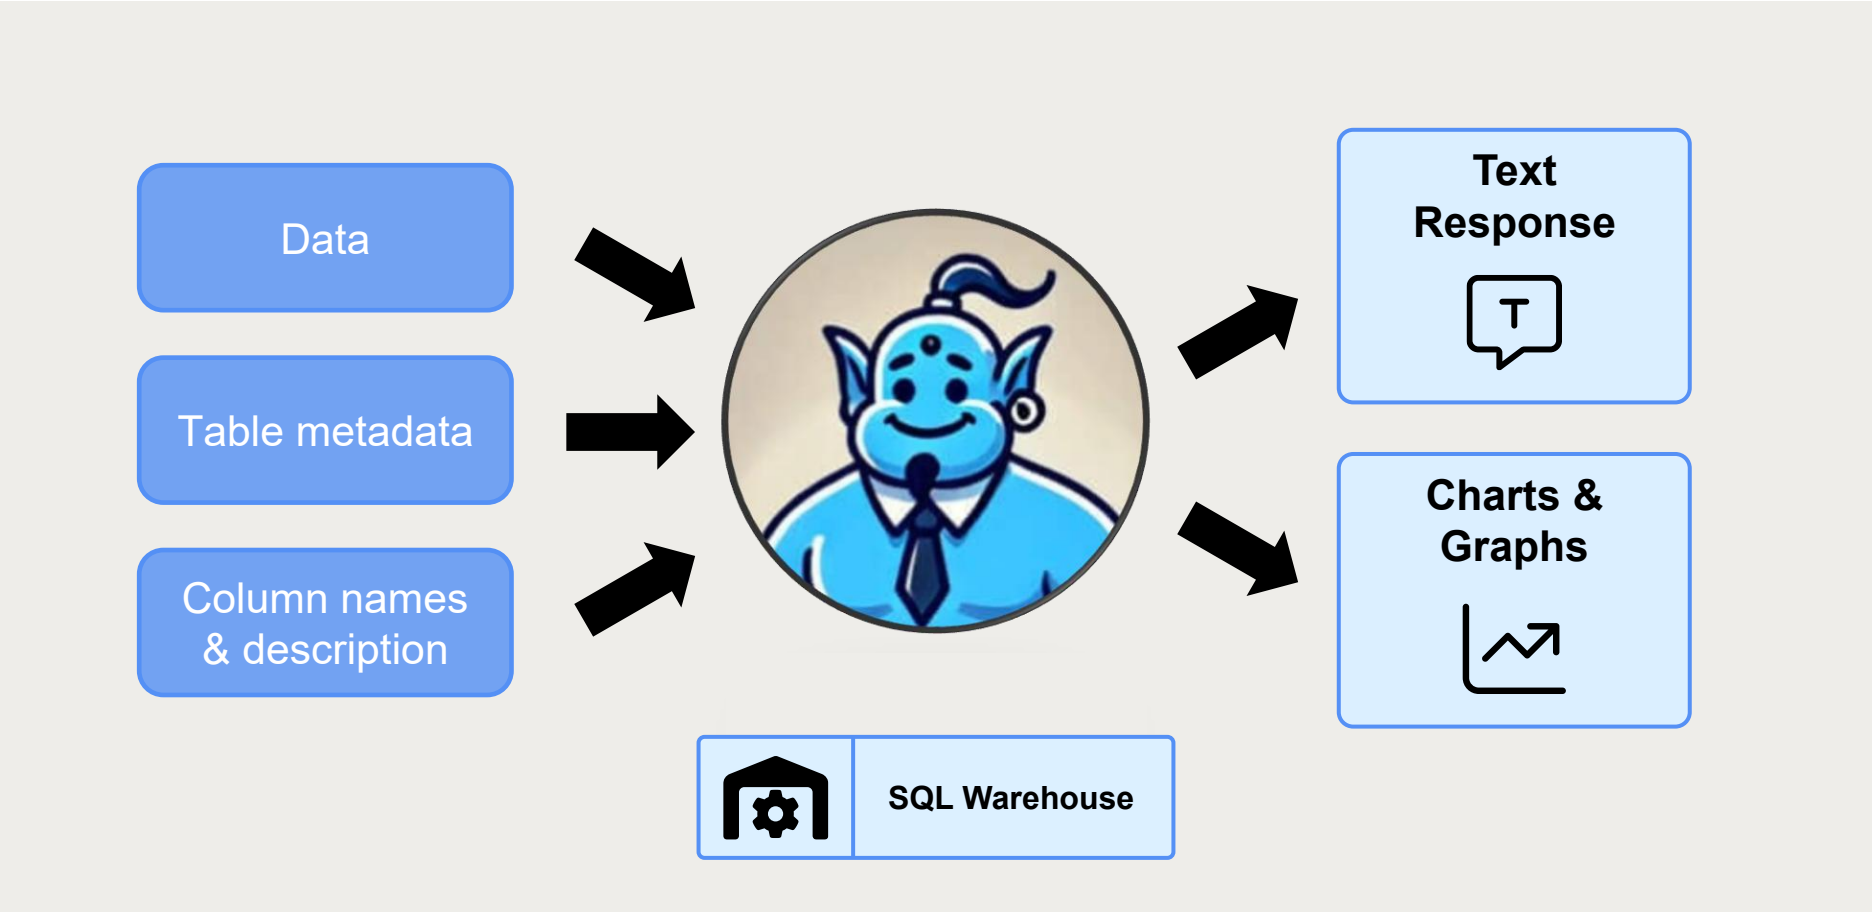 Data
Table metadata
Column names
& description
Text
Response
T
Charts &
Graphs
SQL Warehouse